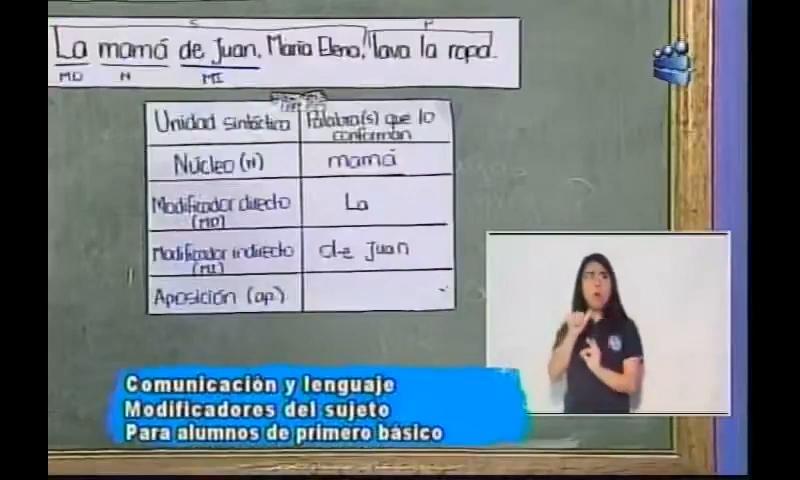 S P
La mamá de Juan, María Elena, lava la ropa.
MD N MI
Unidad sintáctica Palabra(s) que lo conforman
Núcleo (N) mamá
Modificador directo (MD) La
Modificador indirecto (MI) de Juan
Aposición (ap.)
Comunicación y lenguaje
Modificadores del sujeto
Para alumnos de primero básico